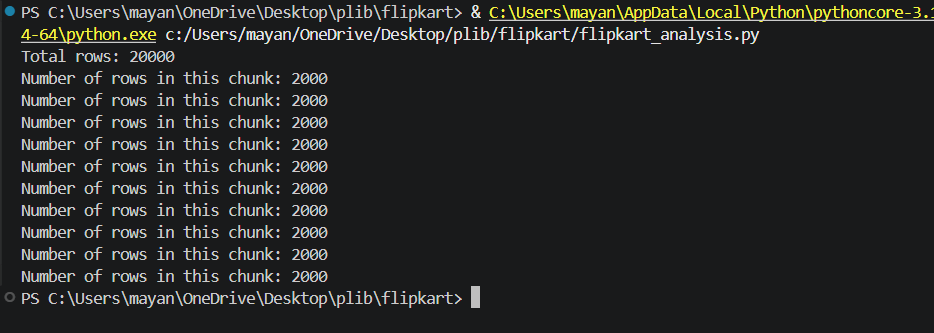 PS C:\Users\mayan\OneDrive\Desktop\plib\flipkart> & C:\Users\mayan\AppData\Local\Python\pythoncore-3.1
4-64\python.exe c:/Users/mayan/OneDrive/Desktop/plib/flipkart/flipkart_analysis.py
Total rows: 20000
Number of rows in this chunk: 2000
Number of rows in this chunk: 2000
Number of rows in this chunk: 2000
Number of rows in this chunk: 2000
Number of rows in this chunk: 2000
Number of rows in this chunk: 2000
Number of rows in this chunk: 2000
Number of rows in this chunk: 2000
Number of rows in this chunk: 2000
Number of rows in this chunk: 2000
PS C:\Users\mayan\OneDrive\Desktop\plib\flipkart>